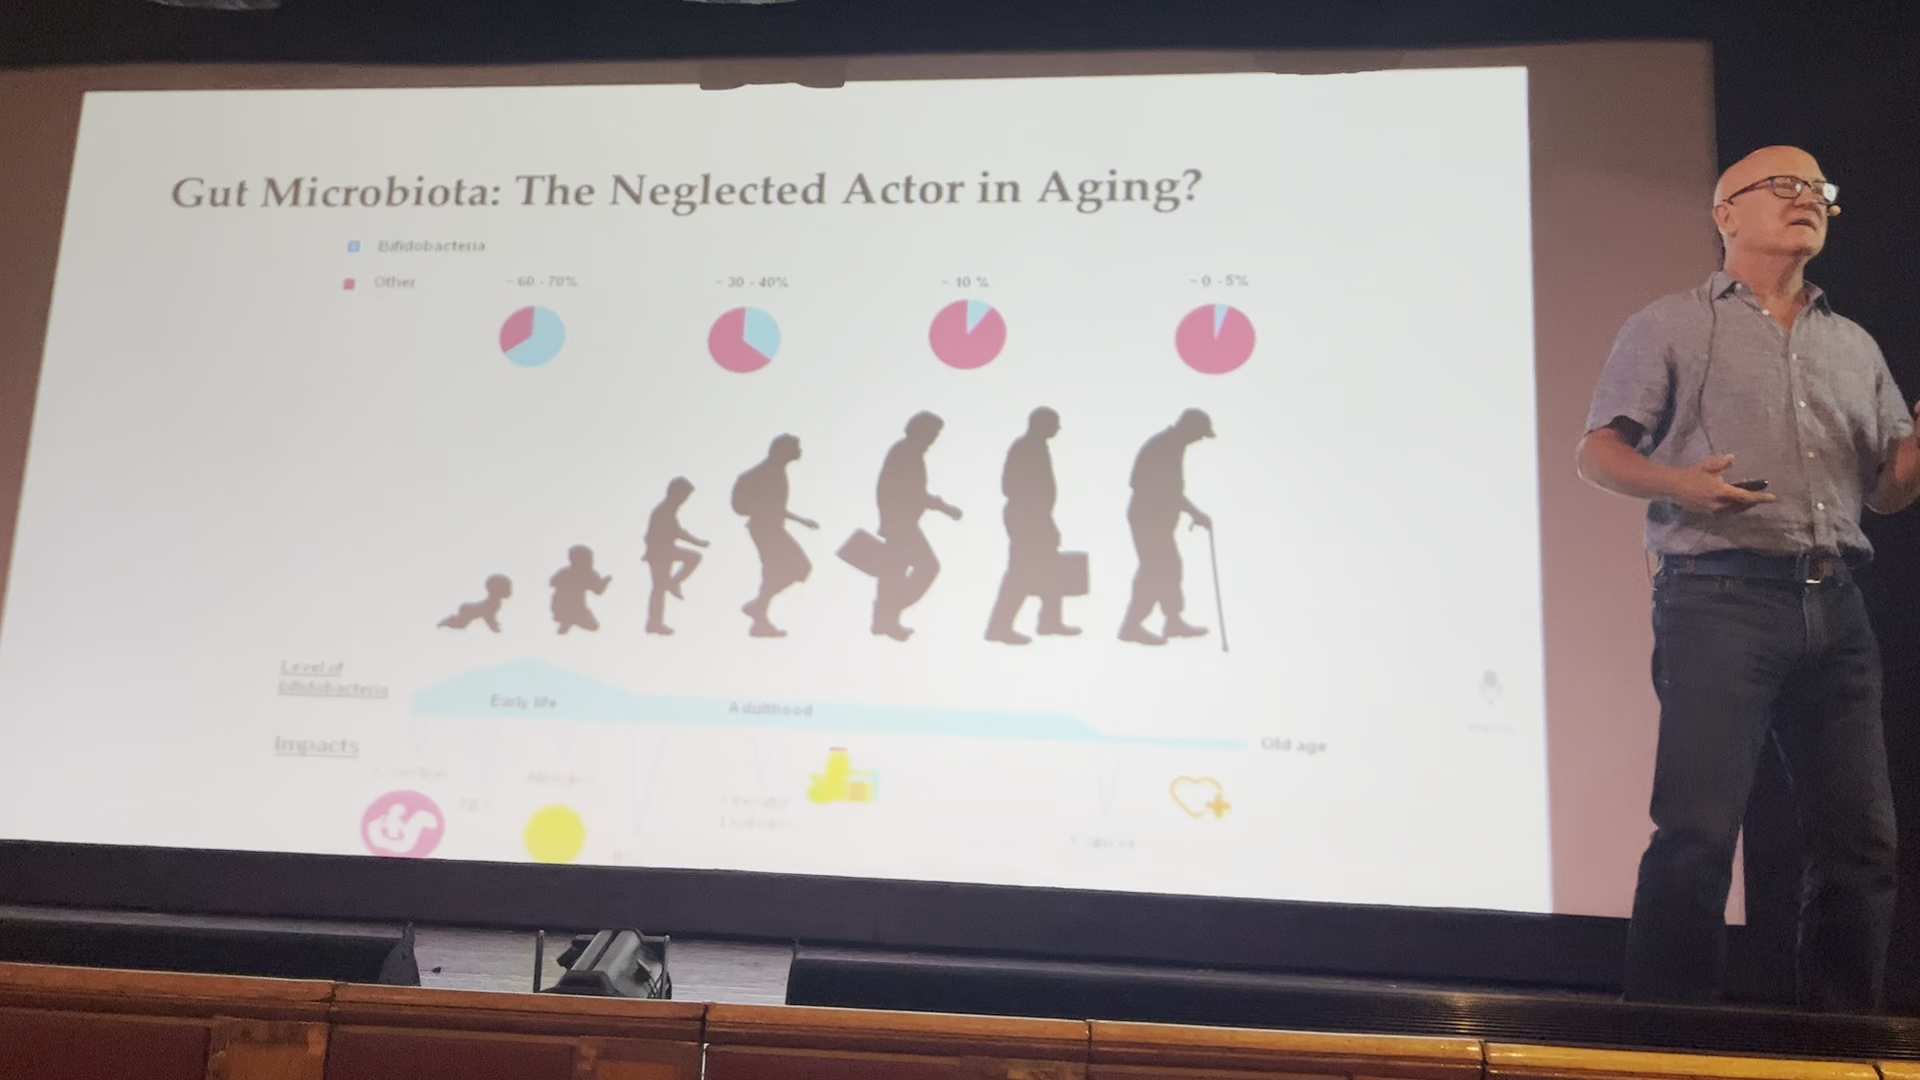 Gut Microbiota: The Neglected Actor in Aging?
Bifidobacteria
Other
~ 60 - 70%
~ 30 - 40%
~ 10 %
~ 0 - 5%
Level of
bifidobacteria
Early life
Adulthood
Old age
Impacts